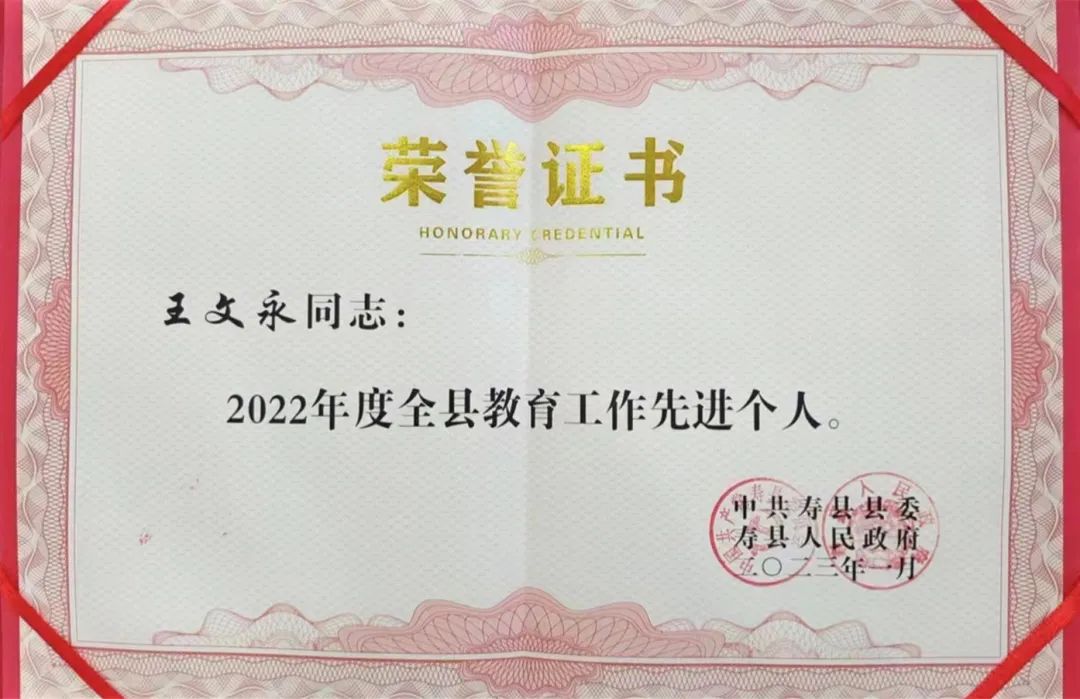 荣誉证书
HONORARY CREDENTIAL
王文永同志：
2022年度全县教育工作先进个人。
中共寿县县委
寿县人民政府
二〇二三年一月